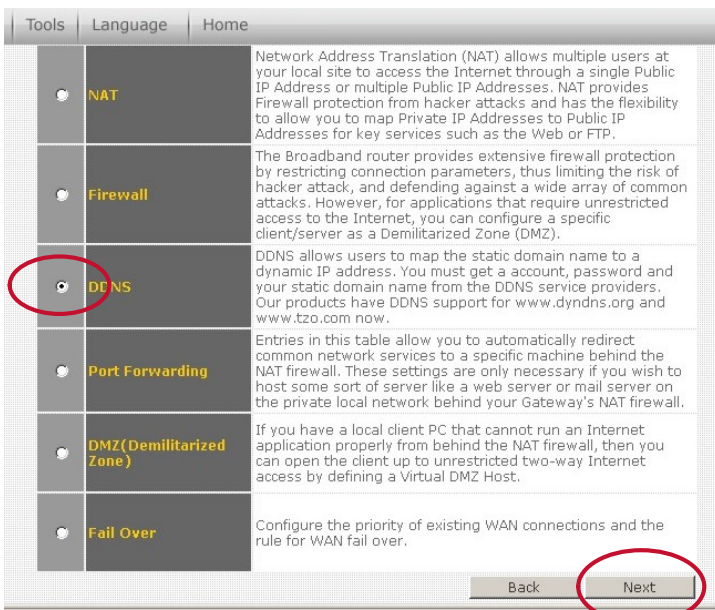 Tools Language Home
NAT
Network Address Translation (NAT) allows multiple users at
your local site to access the Internet through a single Public
IP Address or multiple Public IP Addresses. NAT provides
Firewall protection from hacker attacks and has the flexibility
to allow you to map Private IP Addresses to Public IP
Addresses for key services such as the Web or FTP.
Firewall
The Broadband router provides extensive firewall protection
by restricting connection parameters, thus limiting the risk of
hacker attack, and defending against a wide array of common
attacks. However, for applications that require unrestricted
access to the Internet, you can configure a specific
client/server as a Demilitarized Zone (DMZ).
DDNS
DDNS allows users to map the static domain name to a
dynamic IP address. You must get a account, password and
your static domain name from the DDNS service providers.
Our products have DDNS support for www.dyndns.org and
www.tzo.com now.
Port Forwarding
Entries in this table allow you to automatically redirect
common network services to a specific machine behind the
NAT firewall. These settings are only necessary if you wish to
host some sort of server like a web server or mail server on
the private local network behind your Gateway's NAT firewall.
DMZ(Demilitarized
Zone)
If you have a local client PC that cannot run an Internet
application properly from behind the NAT firewall, then you
can open the client up to unrestricted two-way Internet
access by defining a Virtual DMZ Host.
Fail Over
Configure the priority of existing WAN connections and the
rule for WAN fail over.
Back Next